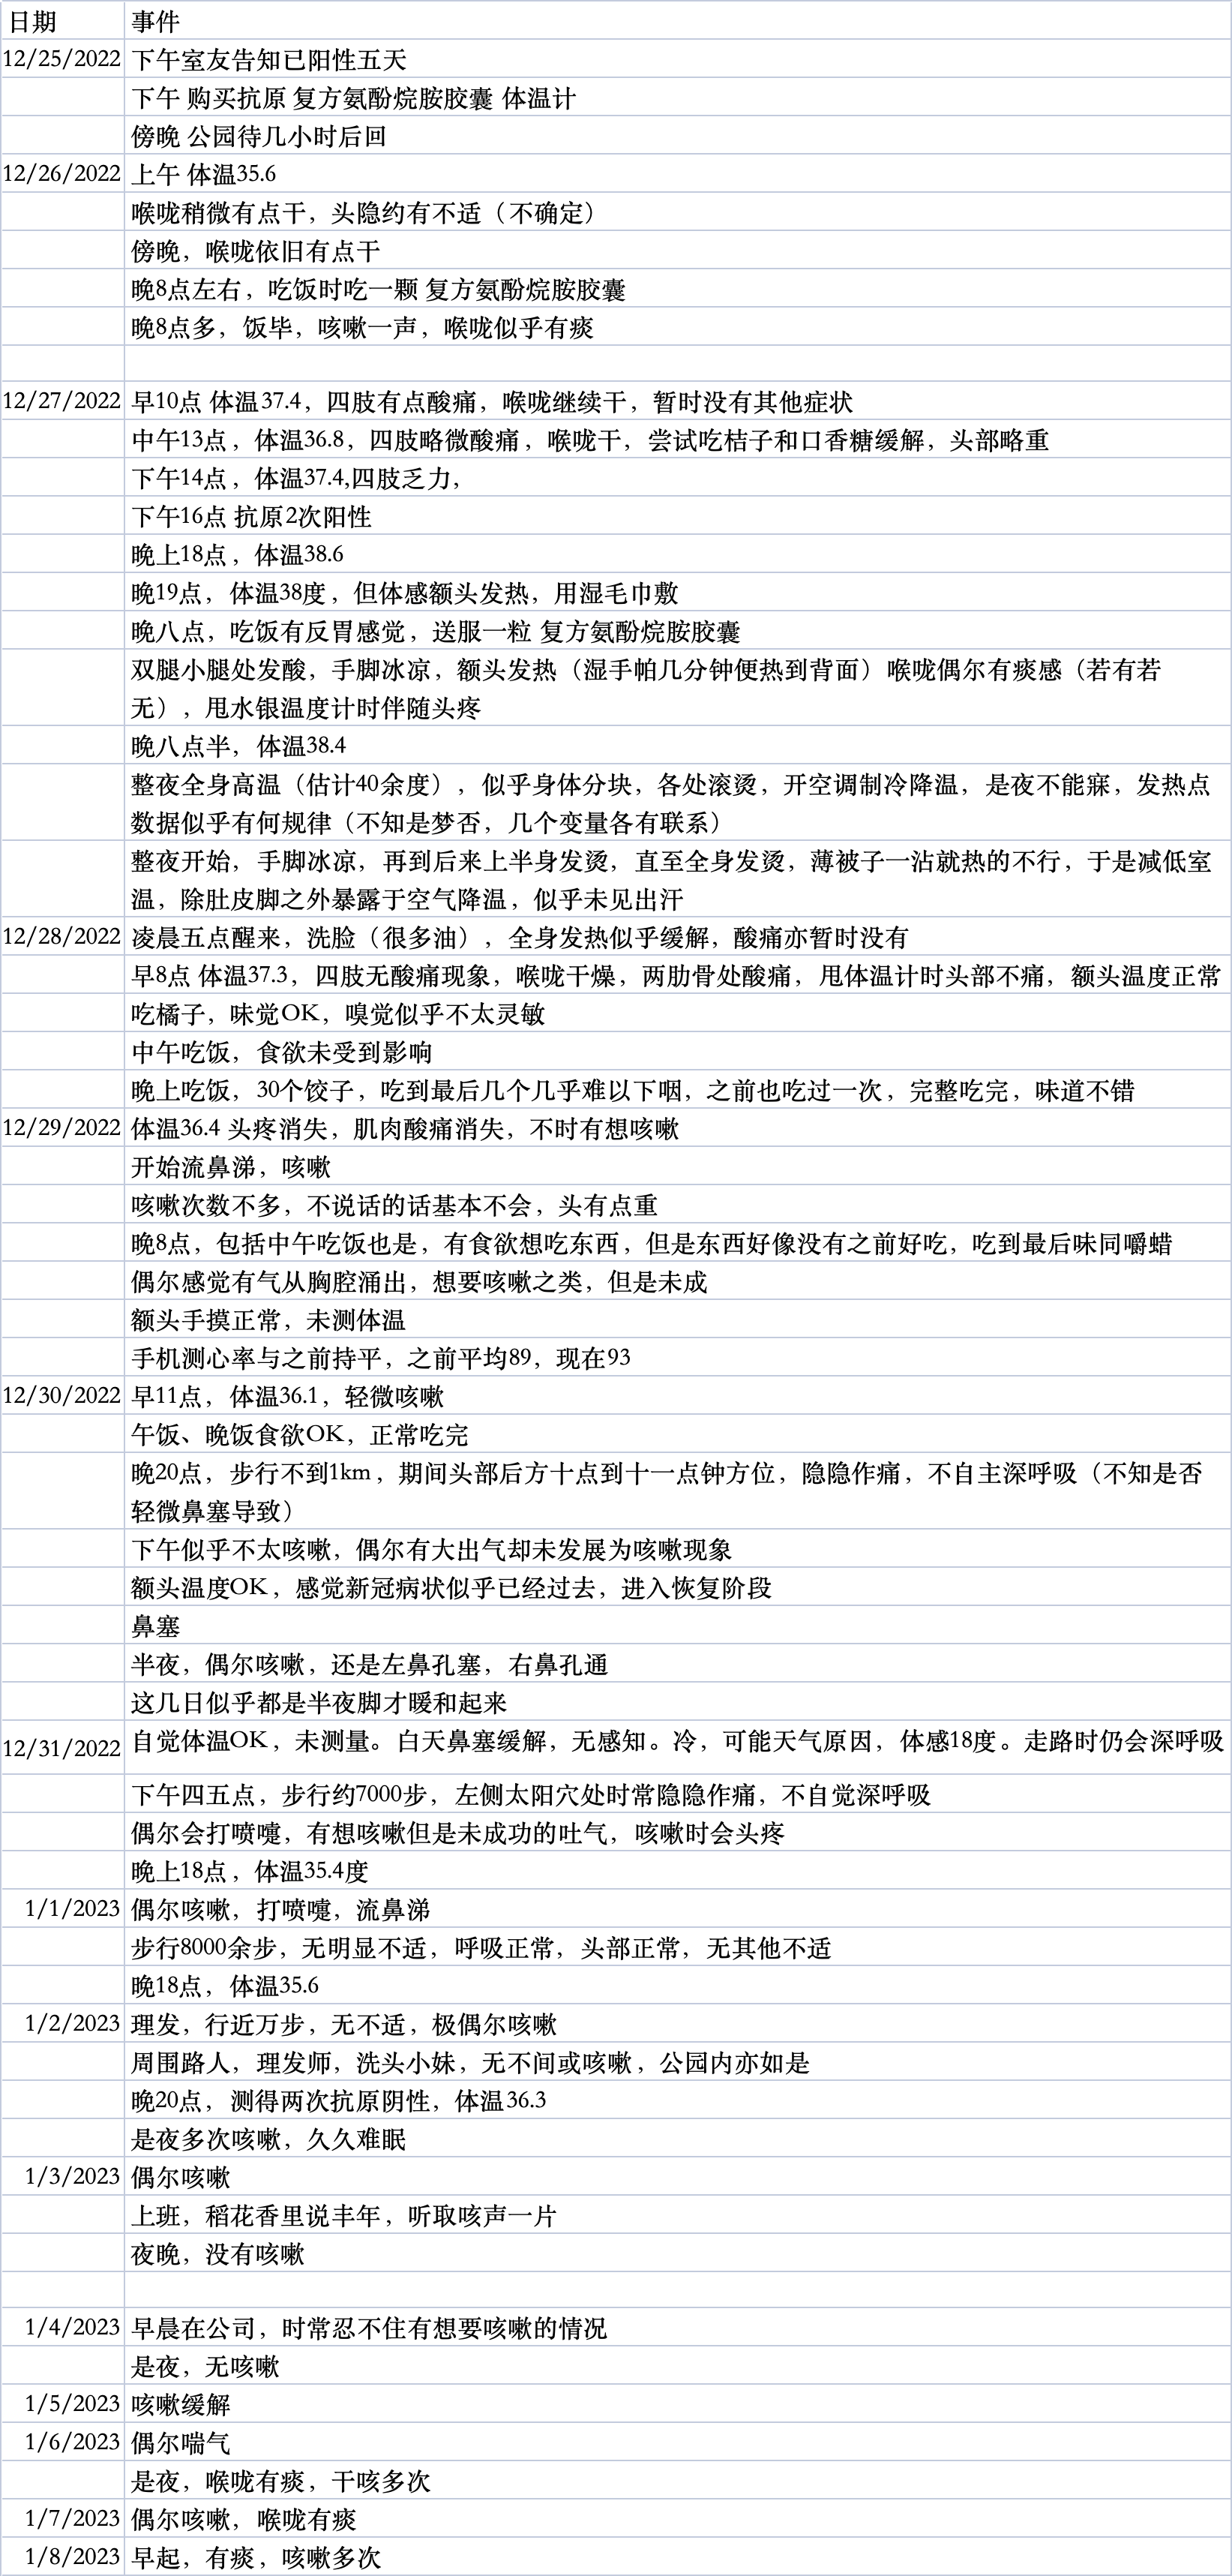 日期 事件
12/25/2022 下午室友告知已阳性五天
下午 购买抗原 复方氨酚烷胺胶囊 体温计
傍晚 公园待几小时后回
12/26/2022 上午 体温35.6
喉咙稍微有点干，头隐约有不适（不确定）
傍晚，喉咙依旧有点干
晚8点左右，吃饭时吃一颗 复方氨酚烷胺胶囊
晚8点多，饭毕，咳嗽一声，喉咙似乎有痰
12/27/2022 早10点 体温37.4，四肢有点酸痛，喉咙继续干，暂时没有其他症状
中午13点，体温36.8，四肢略微酸痛，喉咙干，尝试吃桔子和口香糖缓解，头部略重
下午14点，体温37.4,四肢乏力，
下午16点 抗原2次阳性
晚上18点，体温38.6
晚19点，体温38度，但体感额头发热，用湿毛巾敷
晚八点，吃饭有反胃感觉，送服一粒 复方氨酚烷胺胶囊
双腿小腿处发酸，手脚冰凉，额头发热（湿手帕几分钟便热到背面）喉咙偶尔有痰感（若有若
无），甩水银温度计时伴随头疼
晚八点半，体温38.4
整夜全身高温（估计40余度），似乎身体分块，各处滚烫，开空调制冷降温，是夜不能寐，发热点
数据似乎有何规律（不知是梦否，几个变量各有联系）
整夜开始，手脚冰凉，再到后来上半身发烫，直至全身发烫，薄被子一沾就热的不行，于是减低室
温，除肚皮脚之外暴露于空气降温，似乎未见出汗
12/28/2022 凌晨五点醒来，洗脸（很多油），全身发热似乎缓解，酸痛亦暂时没有
早8点 体温37.3，四肢无酸痛现象，喉咙干燥，两肋骨处酸痛，甩体温计时头部不痛，额头温度正常
吃橘子，味觉OK，嗅觉似乎不太灵敏
中午吃饭，食欲未受到影响
晚上吃饭，30个饺子，吃到最后几个几乎难以下咽，之前也吃过一次，完整吃完，味道不错
12/29/2022 体温36.4 头疼消失，肌肉酸痛消失，不时有想咳嗽
开始流鼻涕，咳嗽
咳嗽次数不多，不说话的话基本不会，头有点重
晚8点，包括中午吃饭也是，有食欲想吃东西，但是东西好像没有之前好吃，吃到最后味同嚼蜡
偶尔感觉有气从胸腔涌出，想要咳嗽之类，但是未成
额头手摸正常，未测体温
手机测心率与之前持平，之前平均89，现在93
12/30/2022 早11点，体温36.1，轻微咳嗽
午饭、晚饭食欲OK，正常吃完
晚20点，步行不到1km，期间头部后方十点到十一点钟方位，隐隐作痛，不自主深呼吸（不知是否
轻微鼻塞导致）
下午似乎不太咳嗽，偶尔有大出气却未发展为咳嗽现象
额头温度OK，感觉新冠病状似乎已经过去，进入恢复阶段
鼻塞
半夜，偶尔咳嗽，还是左鼻孔塞，右鼻孔通
这几日似乎都是半夜脚才暖和起来
12/31/2022 自觉体温OK，未测量。白天鼻塞缓解，无感知。冷，可能天气原因，体感18度。走路时仍会深呼吸
下午四五点，步行约7000步，左侧太阳穴处时常隐隐作痛，不自觉深呼吸
偶尔会打喷嚏，有想咳嗽但是未成功的吐气，咳嗽时会头疼
晚上18点，体温35.4度
1/1/2023 偶尔咳嗽，打喷嚏，流鼻涕
步行8000余步，无明显不适，呼吸正常，头部正常，无其他不适
晚18点，体温35.6
1/2/2023 理发，行近万步，无不适，极偶尔咳嗽
周围路人，理发师，洗头小妹，无不间或咳嗽，公园内亦如是
晚20点，测得两次抗原阴性，体温36.3
是夜多次咳嗽，久久难眠
1/3/2023 偶尔咳嗽
上班，稻花香里说丰年，听取咳声一片
夜晚，没有咳嗽
1/4/2023 早晨在公司，时常忍不住有想要咳嗽的情况
是夜，无咳嗽
1/5/2023 咳嗽缓解
1/6/2023 偶尔喘气
是夜，喉咙有痰，干咳多次
1/7/2023 偶尔咳嗽，喉咙有痰
1/8/2023 早起，有痰，咳嗽多次